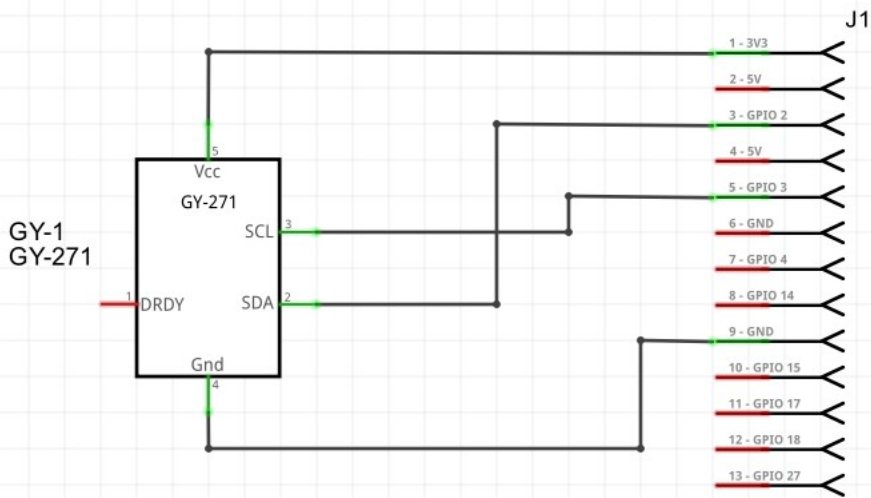 J1
1 - 3V3
2 - 5V
3 - GPIO 2
4 - 5V
5 - GPIO 3
6 - GND
7 - GPIO 4
8 - GPIO 14
9 - GND
10 - GPIO 15
11 - GPIO 17
12 - GPIO 18
13 - GPIO 27
5
Vcc
GY-271
SCL
3
GY-1
GY-271
1
DRDY
SDA
2
Gnd
4